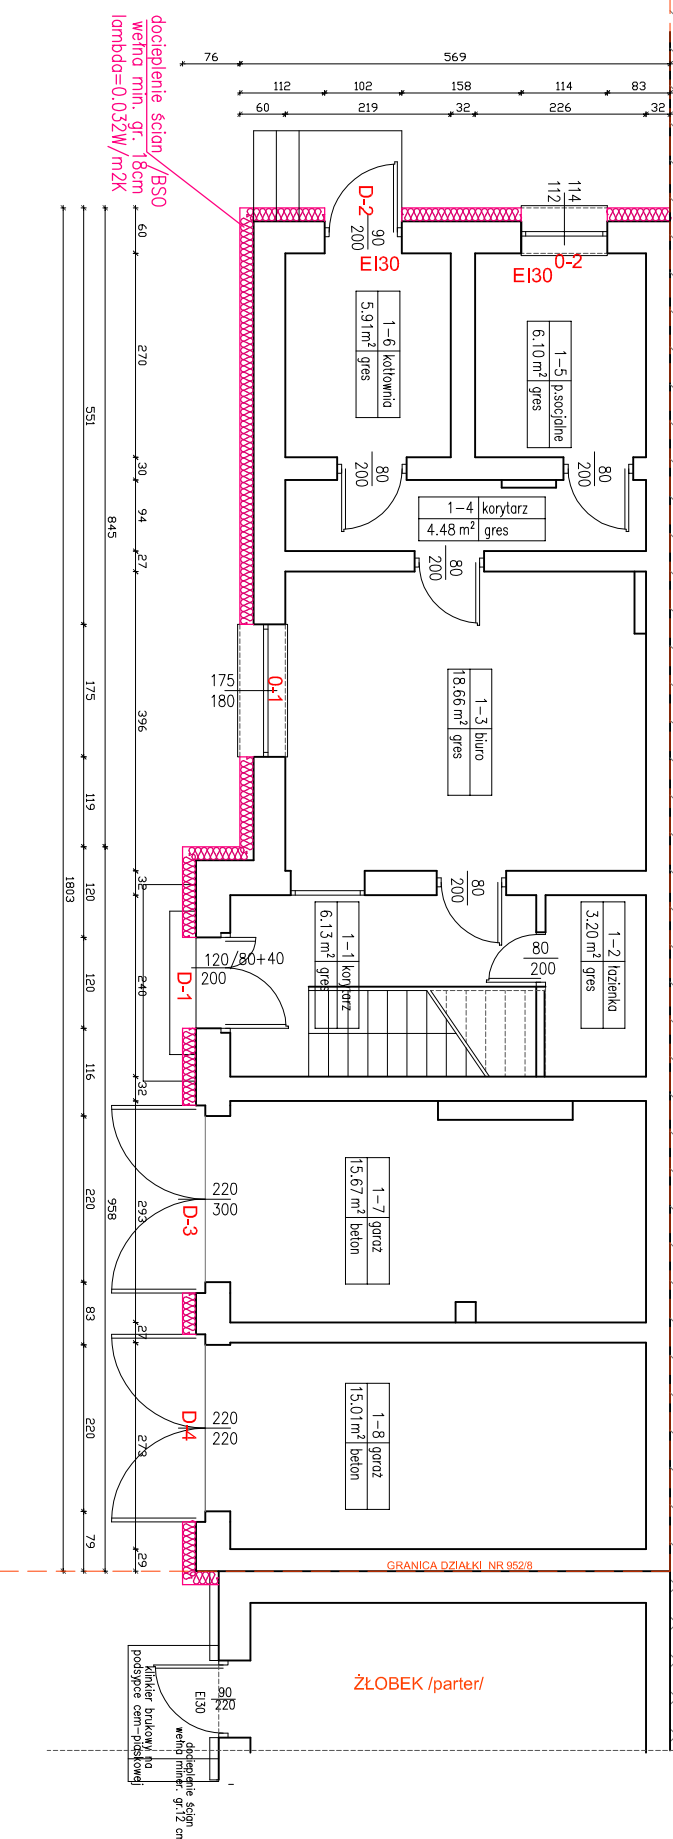 docieplenie ścian /BSO
wełna min. gr. 18cm
lambda=0.032W/m2K
76
569
112
102
158
114
83
60
219
32
226
32
D-2
90
200
EI30
114
112
0-2
EI30
1-6 kotłownia
5.91m² gres
1-5 p.socjalne
6.10 m² gres
80
200
80
200
1-4 korytarz
4.48 m² gres
80
200
175
180
0-1
1-3 biuro
18.66 m² gres
80
200
80
200
1-2 łazienka
3.20 m² gres
1-1 korytarz
6.13 m² gres
120/80+40
200
D-1
1-7 garaż
15.67 m² beton
220
300
D-3
1-8 garaż
15.01m² beton
220
220
D-4
60
270
30
94
27
396
32
240
32
293
27
273
29
551
175
119
120
120
116
220
83
220
79
845
958
1803
GRANICA DZIAŁKI NR 952/8
ŻŁOBEK /parter/
90
220
EI30
klinkier brukowy na
podsypce cem-piaskowej
docieplenie ścian
wełna miner. gr.12 cm